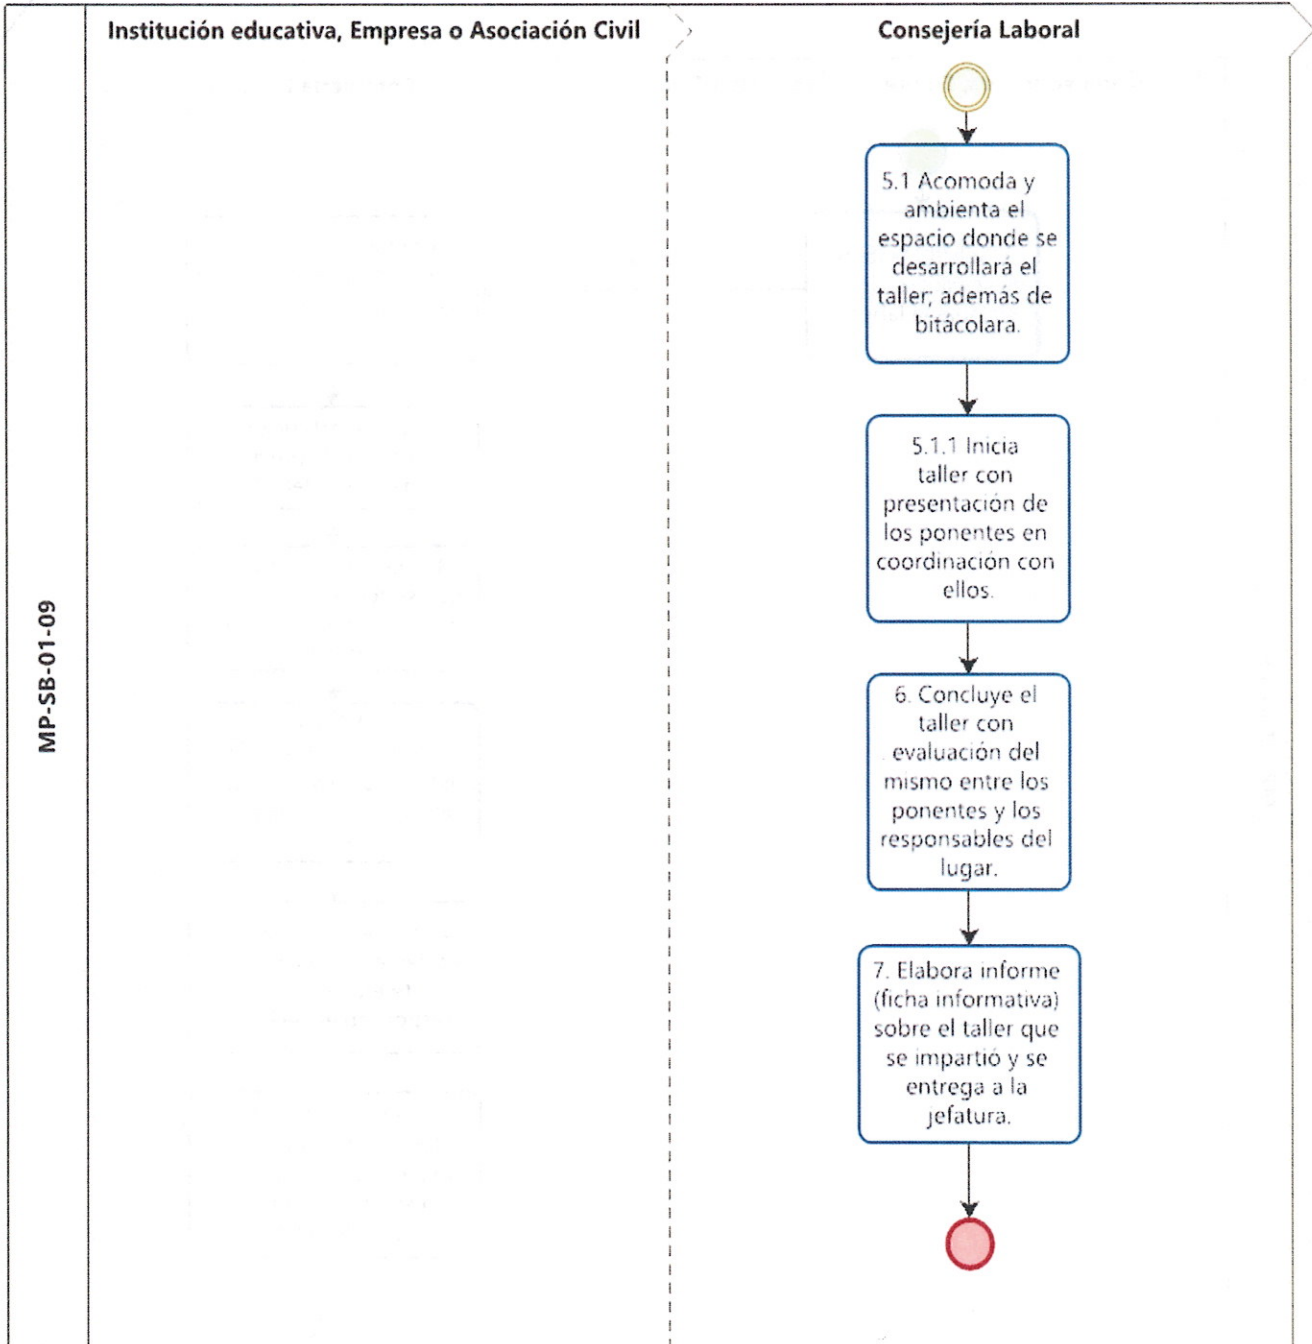 Institución educativa, Empresa o Asociación Civil
Consejería Laboral
MP-SB-01-09
5.1 Acomoda y
ambienta el
espacio donde se
desarrollará el
taller; además de
bitácolara.
5.1.1 Inicia
taller con
presentación de
los ponentes en
coordinación con
ellos.
6. Concluye el
taller con
evaluación del
mismo entre los
ponentes y los
responsables del
lugar.
7. Elabora informe
(ficha informativa)
sobre el taller que
se impartió y se
entrega a la
jefatura.